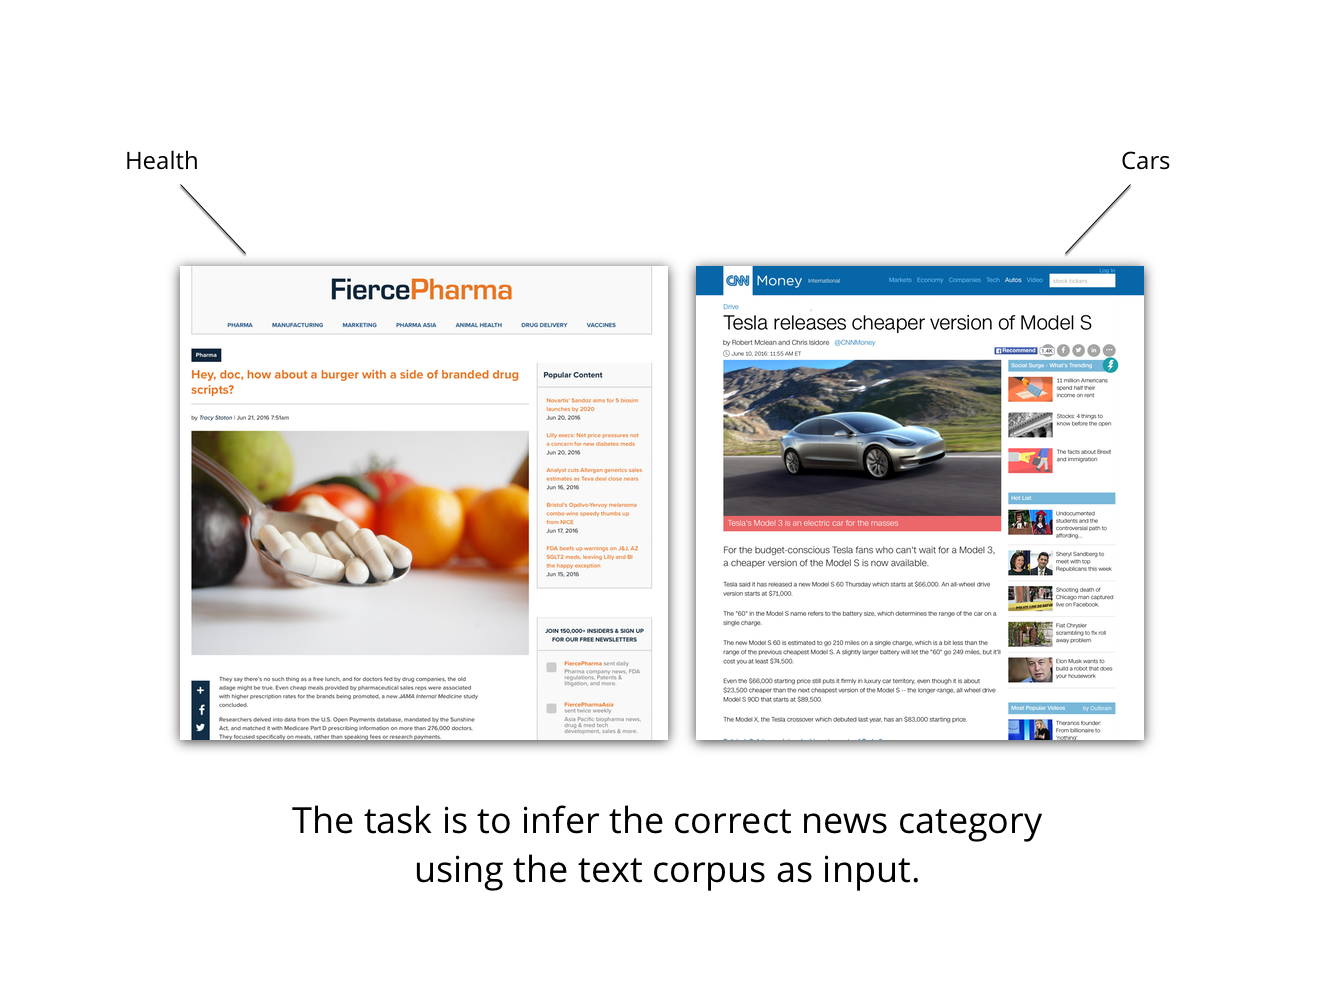 Health
Cars
FiercePharma
PHARMA MANUFACTURING MARKETING PHARMA ASIA ANIMAL HEALTH DRUG DELIVERY VACCINES
Pharma
Hey, doc, how about a burger with a side of branded drug
scripts?
by Tracy Staton | Jun 21, 2016 7:51am
They say there's no such thing as a free lunch, and for doctors fed by drug companies, the old
adage might be true. Even cheap meals provided by pharmaceutical sales reps were associated
with higher prescription rates for the brands being promoted, a new JAMA Internal Medicine study
concluded.
Researchers delved into data from the U.S. Open Payments database, mandated by the Sunshine
Act, and matched it with Medicare Part D prescribing information on more than 276,000 doctors.
They focused specifically on meals, rather than speaking fees or research payments.
Popular Content
Novartis' Sandoz aims for 5 biosim
launches by 2020
Jun 20, 2016
Lilly execs: Net price pressures not
a concern for new diabetes meds
Jun 20, 2016
Analyst cuts Allergan generics sales
estimates as Teva deal close nears
Jun 16, 2016
Bristol's Opdivo-Yervoy melanoma
combo wins speedy thumbs up
from NICE
Jun 17, 2016
FDA beefs up warnings on J&J, AZ
SGLT2 meds, leaving Lilly and BI
the happy exception
Jun 15, 2016
JOIN 150,000+ INSIDERS & SIGN UP
FOR OUR FREE NEWSLETTERS
FiercePharma sent daily
Pharma company news, FDA
regulations, Patents &
litigation, and more.
FiercePharmaAsia
sent twice weekly
Asia Pacific biopharma news,
drug & med tech
development, sales & more.
Log In
CNN Money International Markets Economy Companies Tech Autos Video stock tickers
Drive
Tesla releases cheaper version of Model S
by Robert Mclean and Chris Isidore @CNNMoney
June 10, 2016: 11:55 AM ET
Recommend 1.4K
Tesla's Model 3 is an electric car for the masses
For the budget-conscious Tesla fans who can't wait for a Model 3,
a cheaper version of the Model S is now available.
Tesla said it has released a new Model S 60 Thursday which starts at $66,000. An all-wheel drive
version starts at $71,000.
The "60" in the Model S name refers to the battery size, which determines the range of the car on a
single charge.
The new Model S 60 is estimated to go 210 miles on a single charge, which is a bit less than the
range of the previous cheapest Model S. A slightly larger battery will let the "60" go 249 miles, but it'll
cost you at least $74,500.
Even the $66,000 starting price still puts it firmly in luxury car territory, even though it is about
$23,500 cheaper than the next cheapest version of the Model S -- the longer-range, all wheel drive
Model S 90D that starts at $89,500.
The Model X, the Tesla crossover which debuted last year, has an $83,000 starting price.
Social Surge - What's Trending
11 million Americans
spend half their
income on rent
Stocks: 4 things to
know before the open
The facts about Brexit
and immigration
Hot List
Undocumented
students and the
controversial path to
affording...
Sheryl Sandberg to
meet with top
Republicans this week
Shooting death of
Chicago man captured
live on Facebook.
Fiat Chrysler
scrambling to fix roll
away problem
Elon Musk wants to
build a robot that does
your housework
Most Popular Videos by Outbrain
Theranos founder:
From billionaire to
'nothing'
The task is to infer the correct news category
using the text corpus as input.